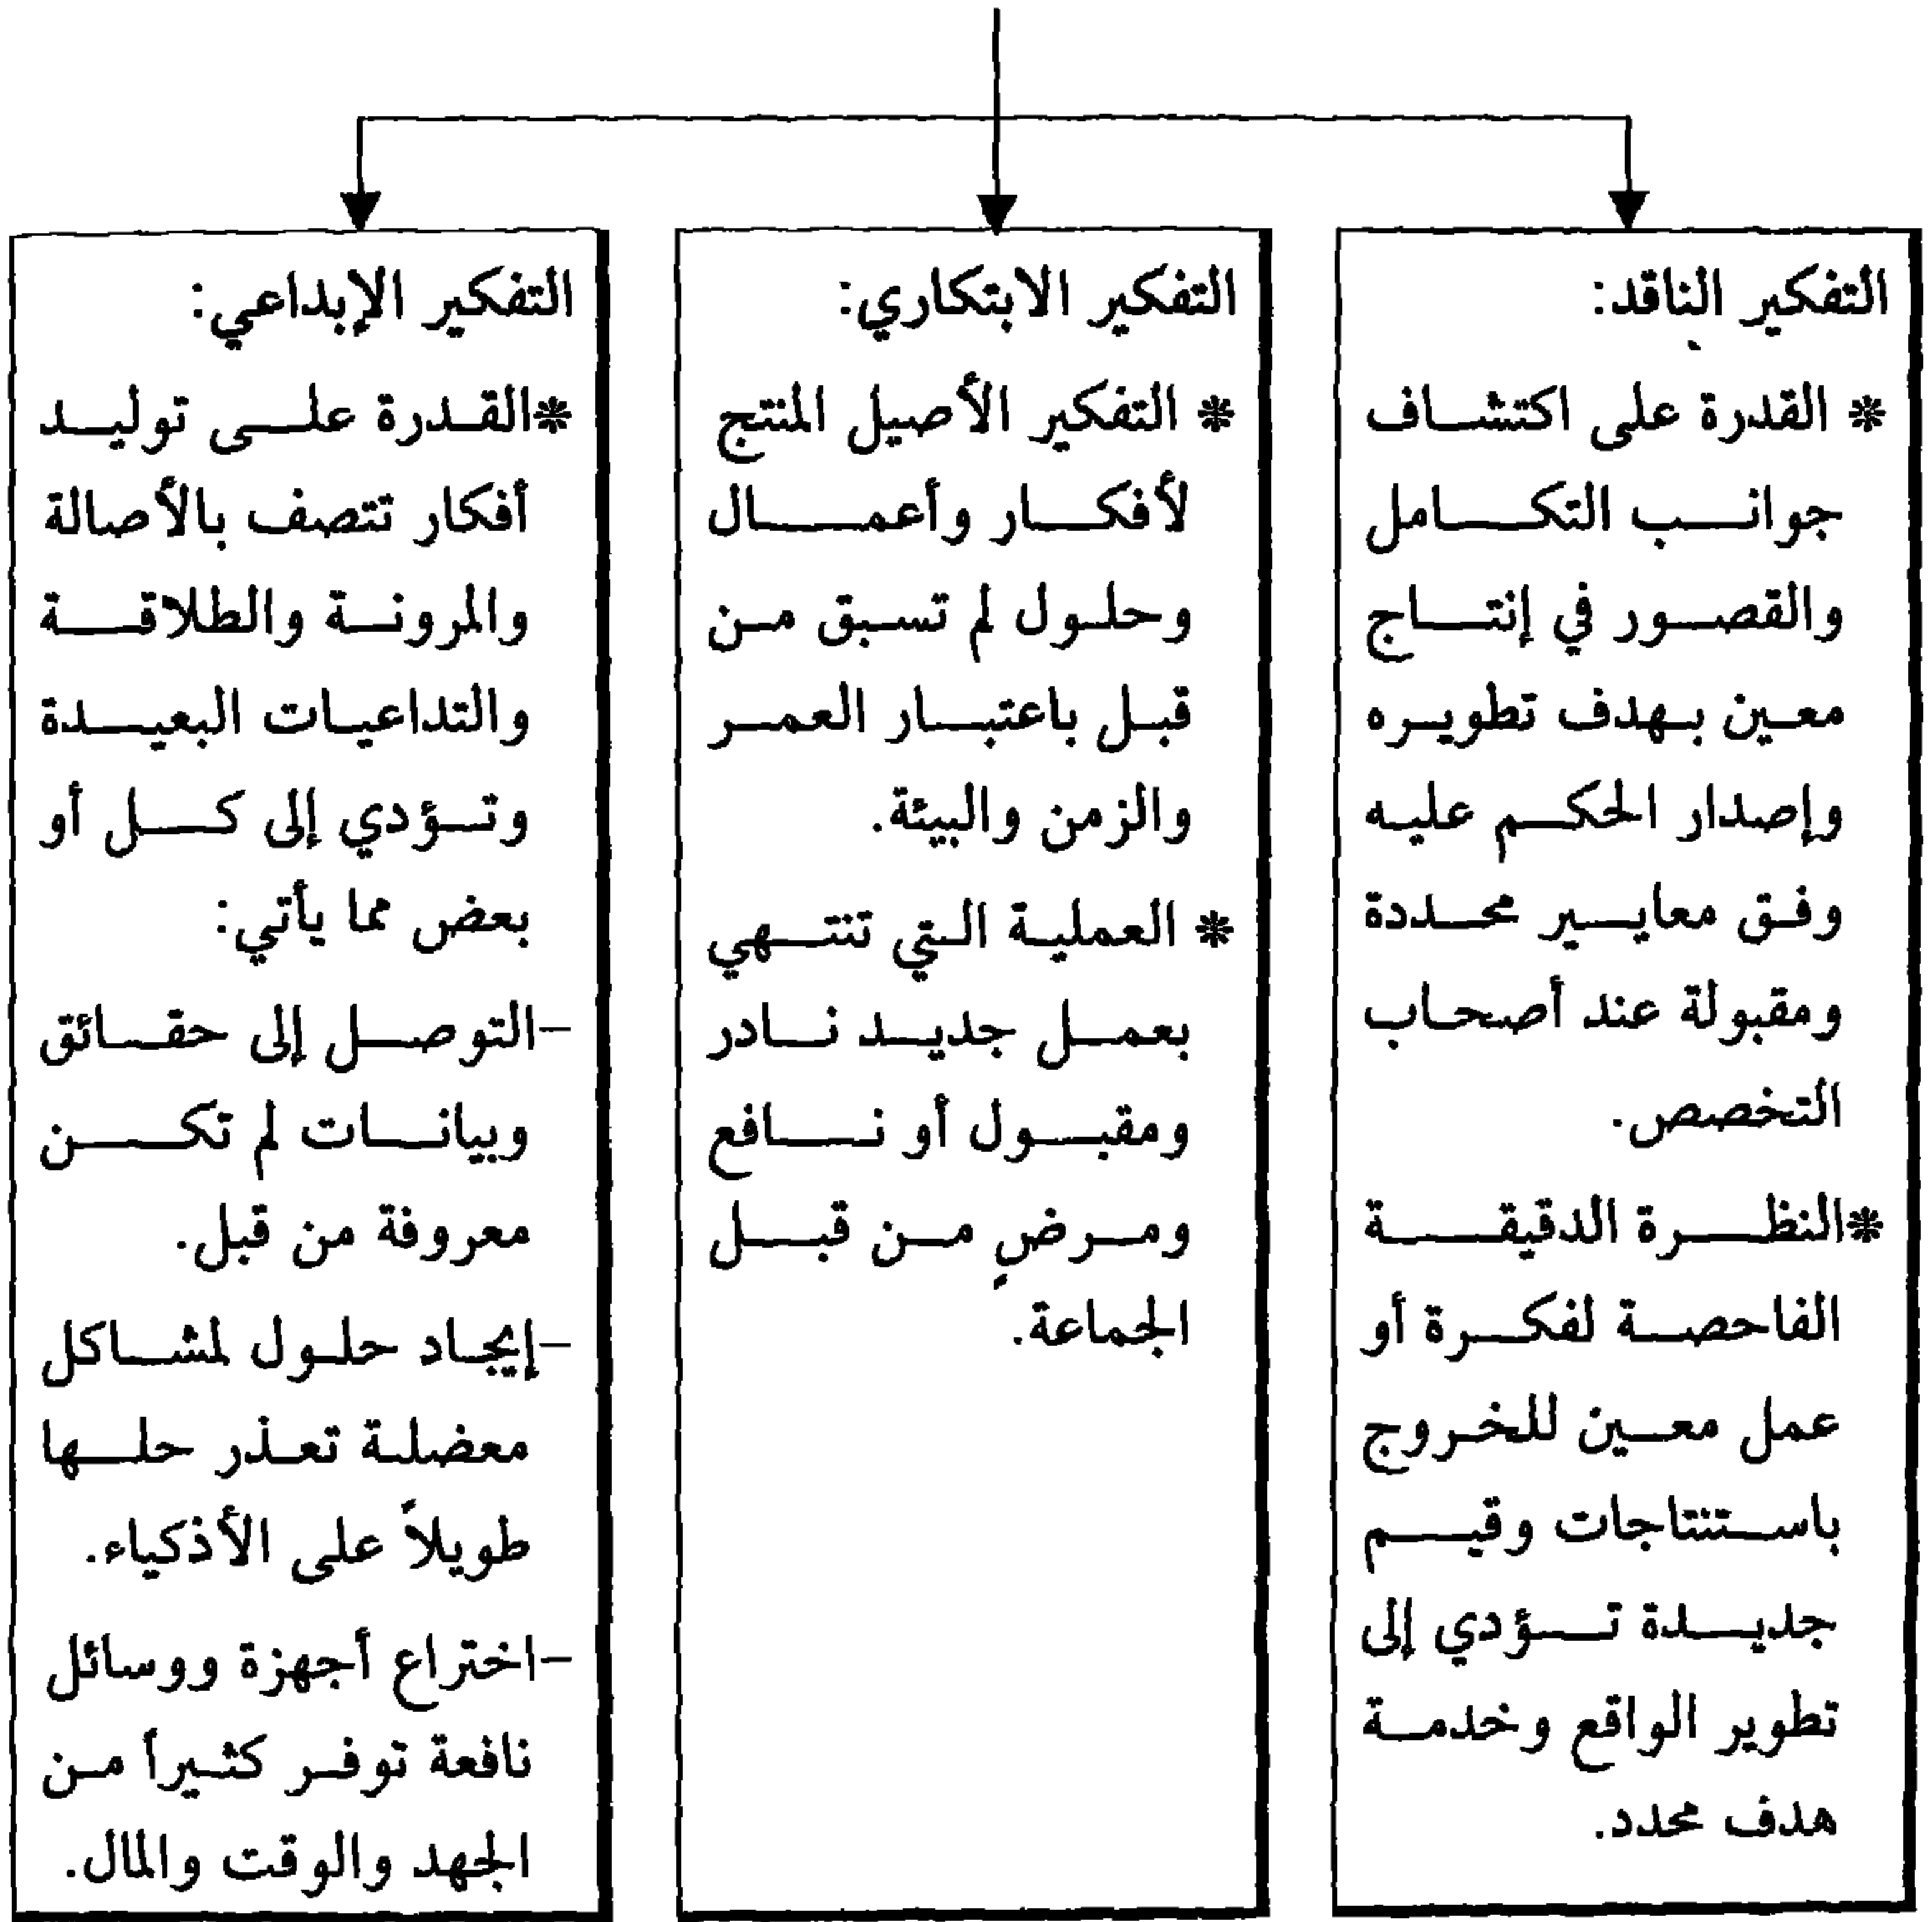 التفكير الناقد:
* القدرة على اكتشاف
جوانب التكامل
والقصور في إنتاج
معين بهدف تطويره
وإصدار الحكم عليه
وفق معايير محددة
ومقبولة عند أصحاب
التخصص.
*النظرة الدقيقة
الفاحصة لفكرة أو
عمل معين للخروج
باستنتاجات وقيم
جديدة تؤدي إلى
تطوير الواقع وخدمة
هدف محدد.
التفكير الابتكاري:
* التفكير الأصيل المنتج
لأفكار وأعمال
وحلول لم تسبق من
قبل باعتبار العمر
والزمن والبيئة.
* العملية التي تنتهي
بعمل جديد نادر
ومقبول أو نافع
ومرضٍ من قبل
الجماعة.
التفكير الإبداعي:
*القدرة على توليد
أفكار تتصف بالأصالة
والمرونة والطلاقة
والتداعيات البعيدة
وتؤدي إلى كل أو
بعض مما يأتي:
-التوصل إلى حقائق
وبيانات لم تكن
معروفة من قبل.
-إيجاد حلول لمشاكل
معضلة تعذر حلها
طويلاً على الأذكياء.
-اختراع أجهزة ووسائل
نافعة توفر كثيراً من
الجهد والوقت والمال.